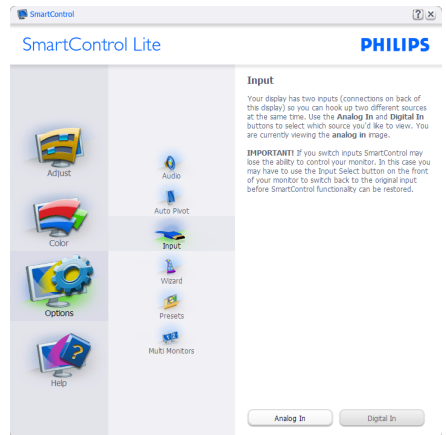 SmartControl
SmartControl Lite
PHILIPS
Adjust
Color
Options
Help
Audio
Auto Pivot
Input
Wizard
Presets
Multi Monitors
Input
Your display has two inputs (connections on back of
this display) so you can hook up two different sources
at the same time. Use the Analog In and Digital In
buttons to select which source you'd like to view. You
are currently viewing the analog in image.
IMPORTANT! If you switch inputs SmartControl may
lose the ability to control your monitor. In this case you
may have to use the Input Select button on the front
of your monitor to switch back to the original input
before SmartControl functionality can be restored.
Analog In
Digital In